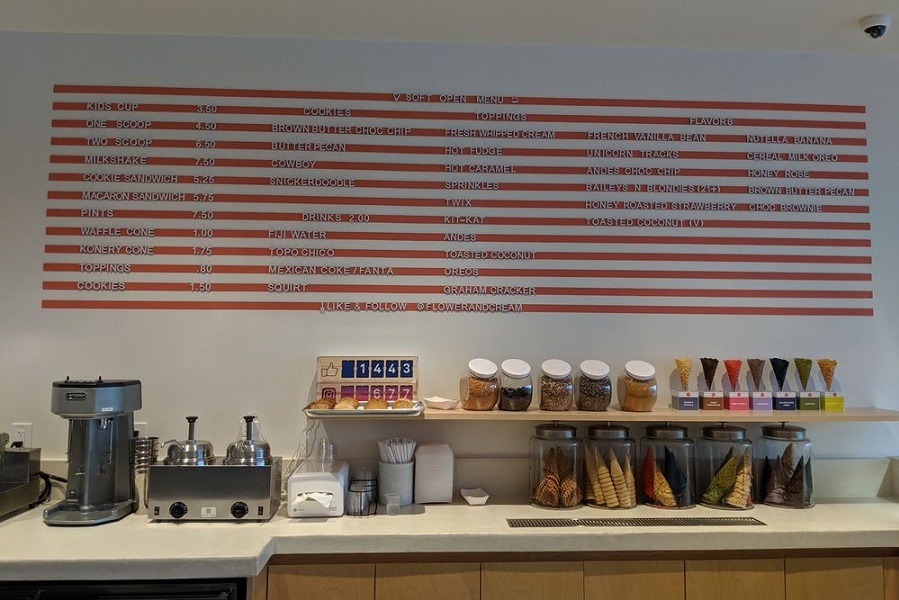 V SOFT OPEN MENU
KIDS CUP 3.50
ONE SCOOP 4.50
TWO SCOOP 6.50
MILKSHAKE 7.50
COOKIE SANDWICH 5.25
MACARON SANDWICH 5.75
PINTS 7.50
WAFFLE CONE 1.00
KONERY CONE 1.75
TOPPINGS .80
COOKIES 1.50
COOKIES
BROWN BUTTER CHOC CHIP
BUTTER PECAN
COWBOY
SNICKERDOODLE
DRINKS 2.00
FIJI WATER
TOPO CHICO
MEXICAN COKE / FANTA
SQUIRT
TOPPINGS
FRESH WHIPPED CREAM
HOT FUDGE
HOT CARAMEL
SPRINKLES
TWIX
KIT-KAT
ANDES
TOASTED COCONUT
OREOS
GRAHAM CRACKER
FLAVORS
FRENCH VANILLA BEAN
UNICORN TRACKS
ANDES CHOC CHIP
BAILEYS N BLONDIES (21+)
HONEY ROASTED STRAWBERRY
TOASTED COCONUT (V)
NUTELLA BANANA
CEREAL MILK OREO
HONEY ROSE
BROWN BUTTER PECAN
CHOC BROWNIE
LIKE & FOLLOW @FLOWERANDCREAM
1443
1677